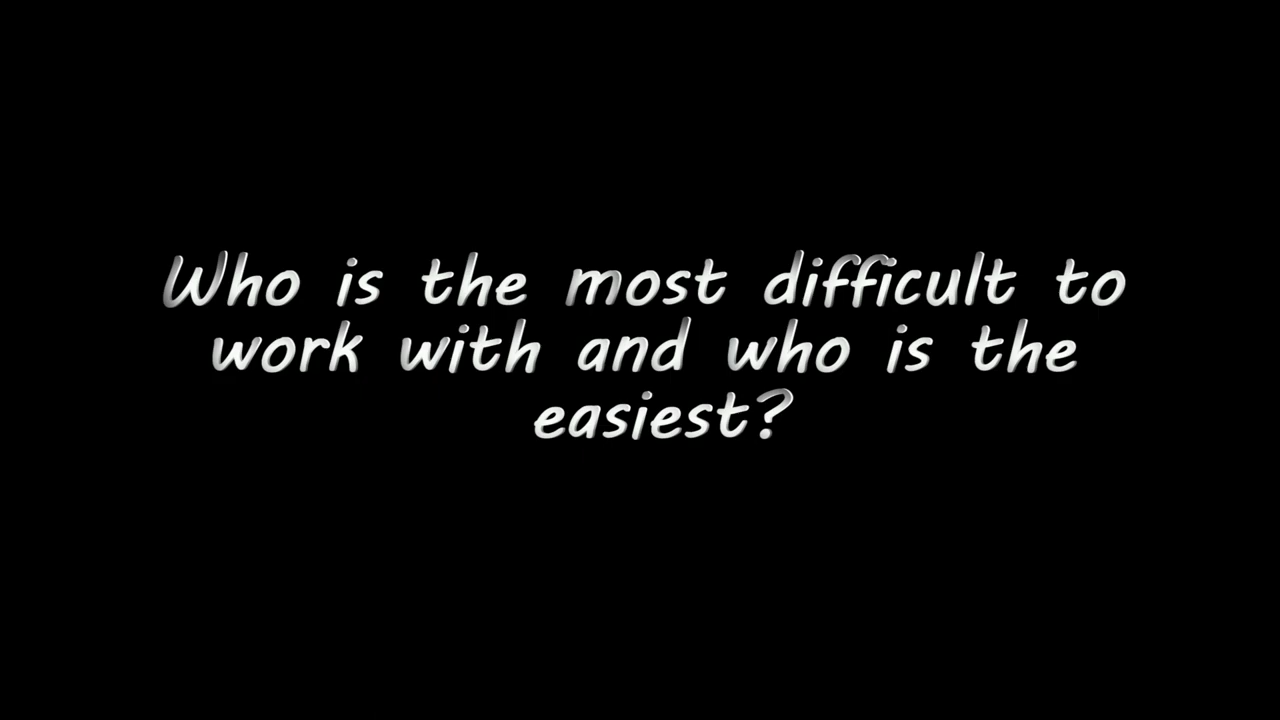 Who is the most difficult to
work with and who is the
easiest?